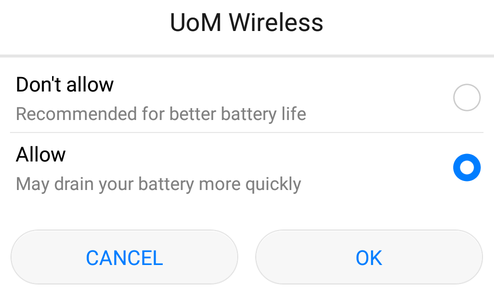 UoM Wireless
Don't allow
Recommended for better battery life
Allow
May drain your battery more quickly
CANCEL
OK